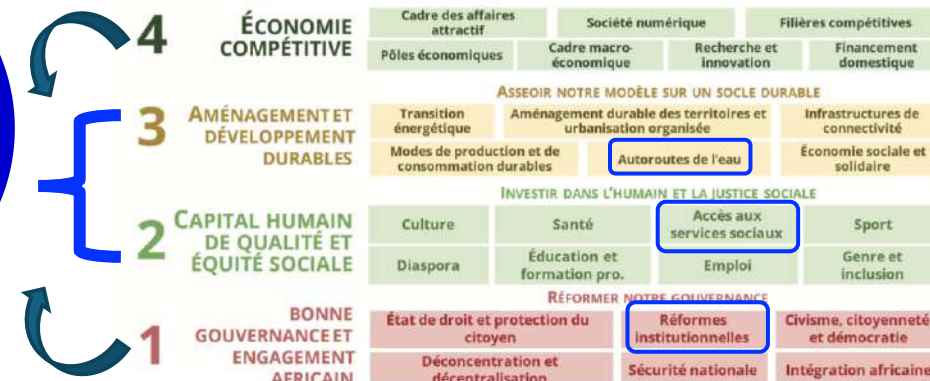 4
ÉCONOMIE
COMPÉTITIVE
Cadre des affaires
attractif
Société numérique
Filières compétitives
Pôles économiques
Cadre macro-
économique
Recherche et
innovation
Financement
domestique
ASSEOIR NOTRE MODÈLE SUR UN SOCLE DURABLE
3
AMÉNAGEMENT ET
DÉVELOPPEMENT
DURABLES
Transition
énergétique
Aménagement durable des territoires et
urbanisation organisée
Infrastructures de
connectivité
Modes de production et de
consommation durables
Autoroutes de l'eau
Économie sociale et
solidaire
INVESTIR DANS L'HUMAIN ET LA JUSTICE SOCIALE
2
CAPITAL HUMAIN
DE QUALITÉ ET
ÉQUITÉ SOCIALE
Culture
Santé
Accès aux
services sociaux
Sport
Diaspora
Éducation et
formation pro.
Emploi
Genre et
inclusion
RÉFORMER NOTRE GOUVERNANCE
1
BONNE
GOUVERNANCE ET
ENGAGEMENT
AFRICAIN
État de droit et protection du
citoyen
Réformes
institutionnelles
Civisme, citoyenneté
et démocratie
Déconcentration et
décentralisation
Sécurité nationale
Intégration africaine